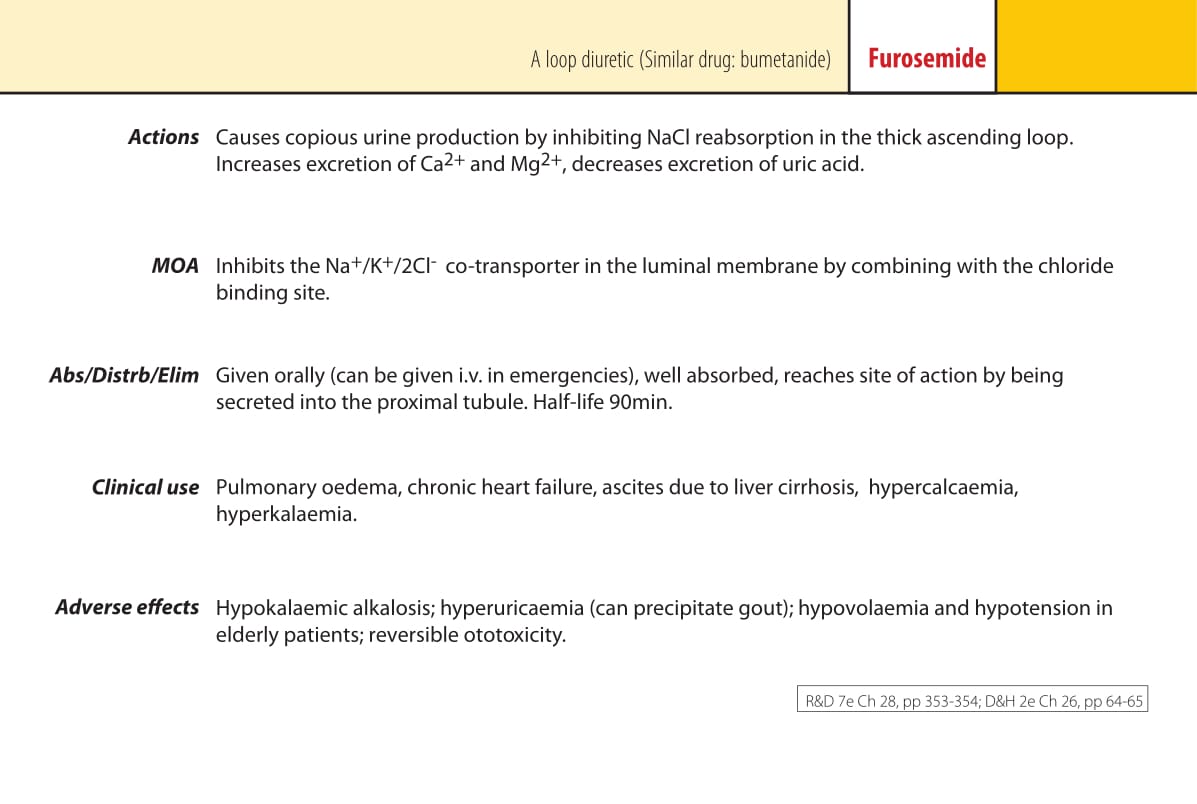 A loop diuretic (Similar drug: bumetanide) Furosemide
Actions Causes copious urine production by inhibiting NaCl reabsorption in the thick ascending loop.
Increases excretion of Ca2+ and Mg2+, decreases excretion of uric acid.
MOA Inhibits the Na+/K+/2Cl- co-transporter in the luminal membrane by combining with the chloride
binding site.
Abs/Distrb/Elim Given orally (can be given i.v. in emergencies), well absorbed, reaches site of action by being
secreted into the proximal tubule. Half-life 90min.
Clinical use Pulmonary oedema, chronic heart failure, ascites due to liver cirrhosis, hypercalcaemia,
hyperkalaemia.
Adverse effects Hypokalaemic alkalosis; hyperuricaemia (can precipitate gout); hypovolaemia and hypotension in
elderly patients; reversible ototoxicity.
R&D 7e Ch 28, pp 353-354; D&H 2e Ch 26, pp 64-65